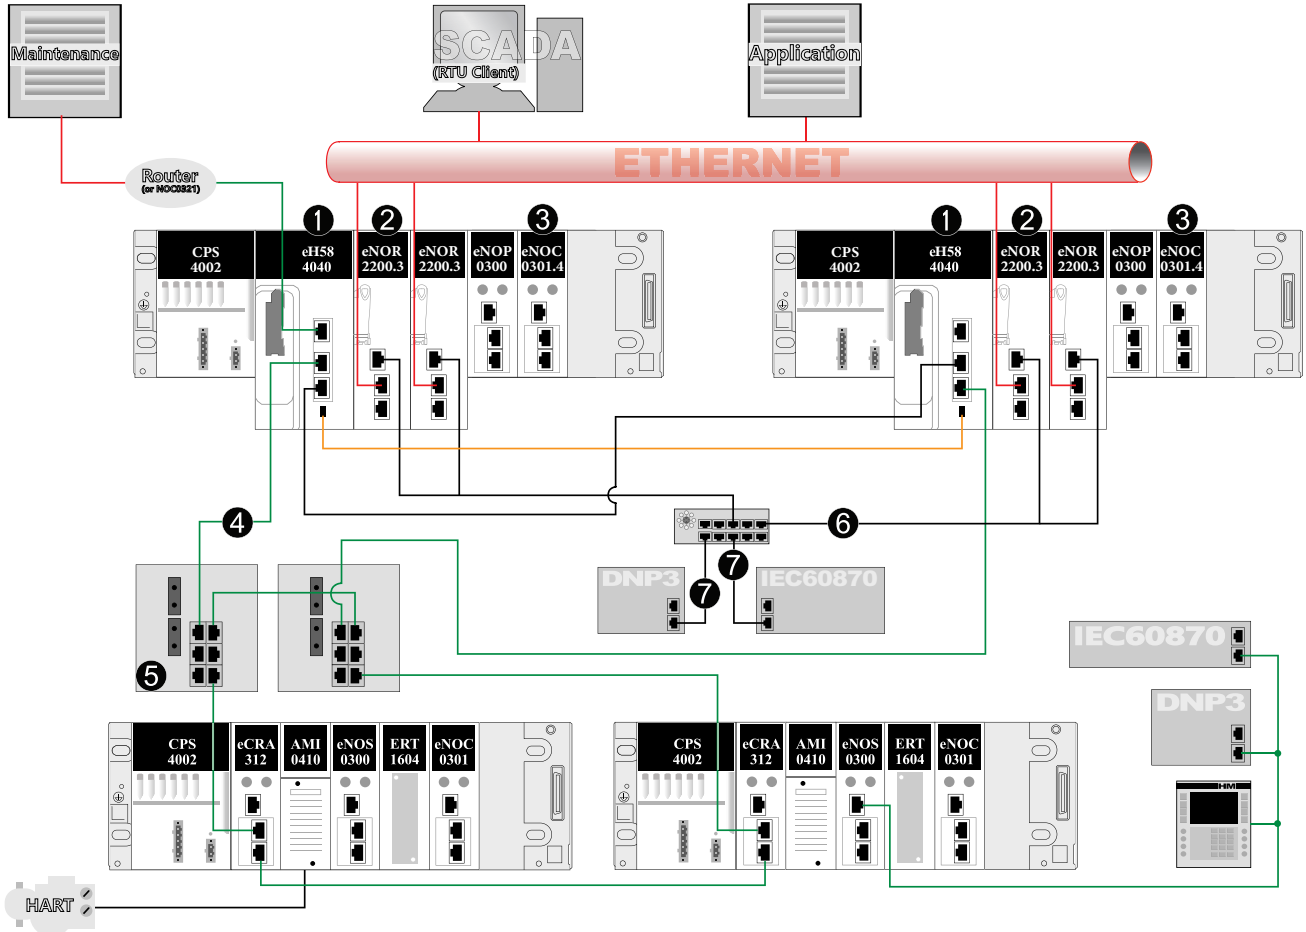 Maintenance
SCADA
(RTU Client)
Application
ETHERNET
Router
(or NOC0321)
1
2
3
CPS
4002
eH58
4040
eNOR
2200.3
eNOR
2200.3
eNOP
0300
eNOC
0301.4
1
2
3
CPS
4002
eH58
4040
eNOR
2200.3
eNOR
2200.3
eNOP
0300
eNOC
0301.4
4
6
7
7
DNP3
IEC60870
5
IEC60870
DNP3
HMI
CPS
4002
eCRA
312
AMI
0410
eNOS
0300
ERT
1604
eNOC
0301
CPS
4002
eCRA
312
AMI
0410
eNOS
0300
ERT
1604
eNOC
0301
HART